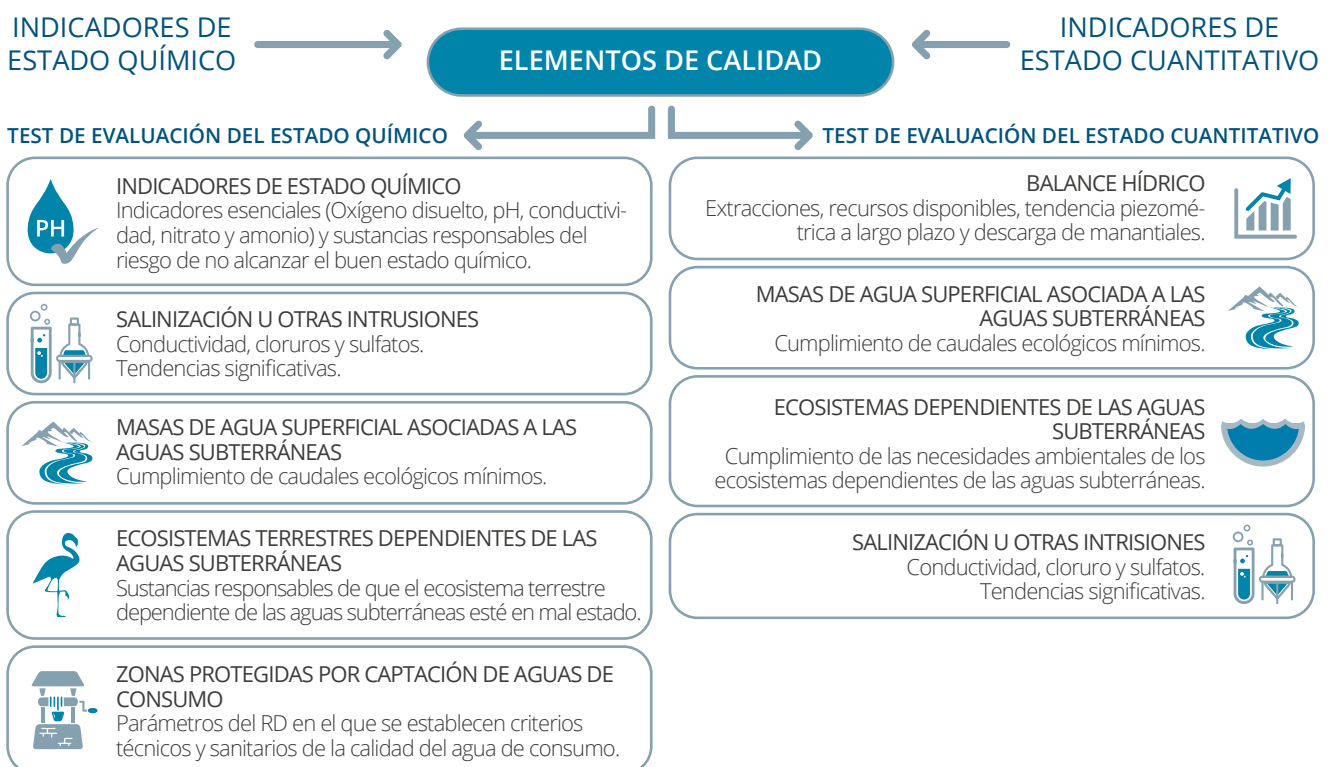 INDICADORES DE
ESTADO QUÍMICO
ELEMENTOS DE CALIDAD
INDICADORES DE
ESTADO CUANTITATIVO
TEST DE EVALUACIÓN DEL ESTADO QUÍMICO
PH
INDICADORES DE ESTADO QUÍMICO
Indicadores esenciales (Oxígeno disuelto, pH, conductivi-
dad, nitrato y amonio) y sustancias responsables del
riesgo de no alcanzar el buen estado químico.
SALINIZACIÓN U OTRAS INTRUSIONES
Conductividad, cloruros y sulfatos.
Tendencias significativas.
MASAS DE AGUA SUPERFICIAL ASOCIADAS A LAS
AGUAS SUBTERRÁNEAS
Cumplimiento de caudales ecológicos mínimos.
ECOSISTEMAS TERRESTRES DEPENDIENTES DE LAS
AGUAS SUBTERRÁNEAS
Sustancias responsables de que el ecosistema terrestre
dependiente de las aguas subterráneas esté en mal estado.
ZONAS PROTEGIDAS POR CAPTACIÓN DE AGUAS DE
CONSUMO
Parámetros del RD en el que se establecen criterios
técnicos y sanitarios de la calidad del agua de consumo.
TEST DE EVALUACIÓN DEL ESTADO CUANTITATIVO
BALANCE HÍDRICO
Extracciones, recursos disponibles, tendencia piezomé-
trica a largo plazo y descarga de manantiales.
MASAS DE AGUA SUPERFICIAL ASOCIADA A LAS
AGUAS SUBTERRÁNEAS
Cumplimiento de caudales ecológicos mínimos.
ECOSISTEMAS DEPENDIENTES DE LAS AGUAS
SUBTERRÁNEAS
Cumplimiento de las necesidades ambientales de los
ecosistemas dependientes de las aguas subterráneas.
SALINIZACIÓN U OTRAS INTRISIONES
Conductividad, cloruro y sulfatos.
Tendencias significativas.